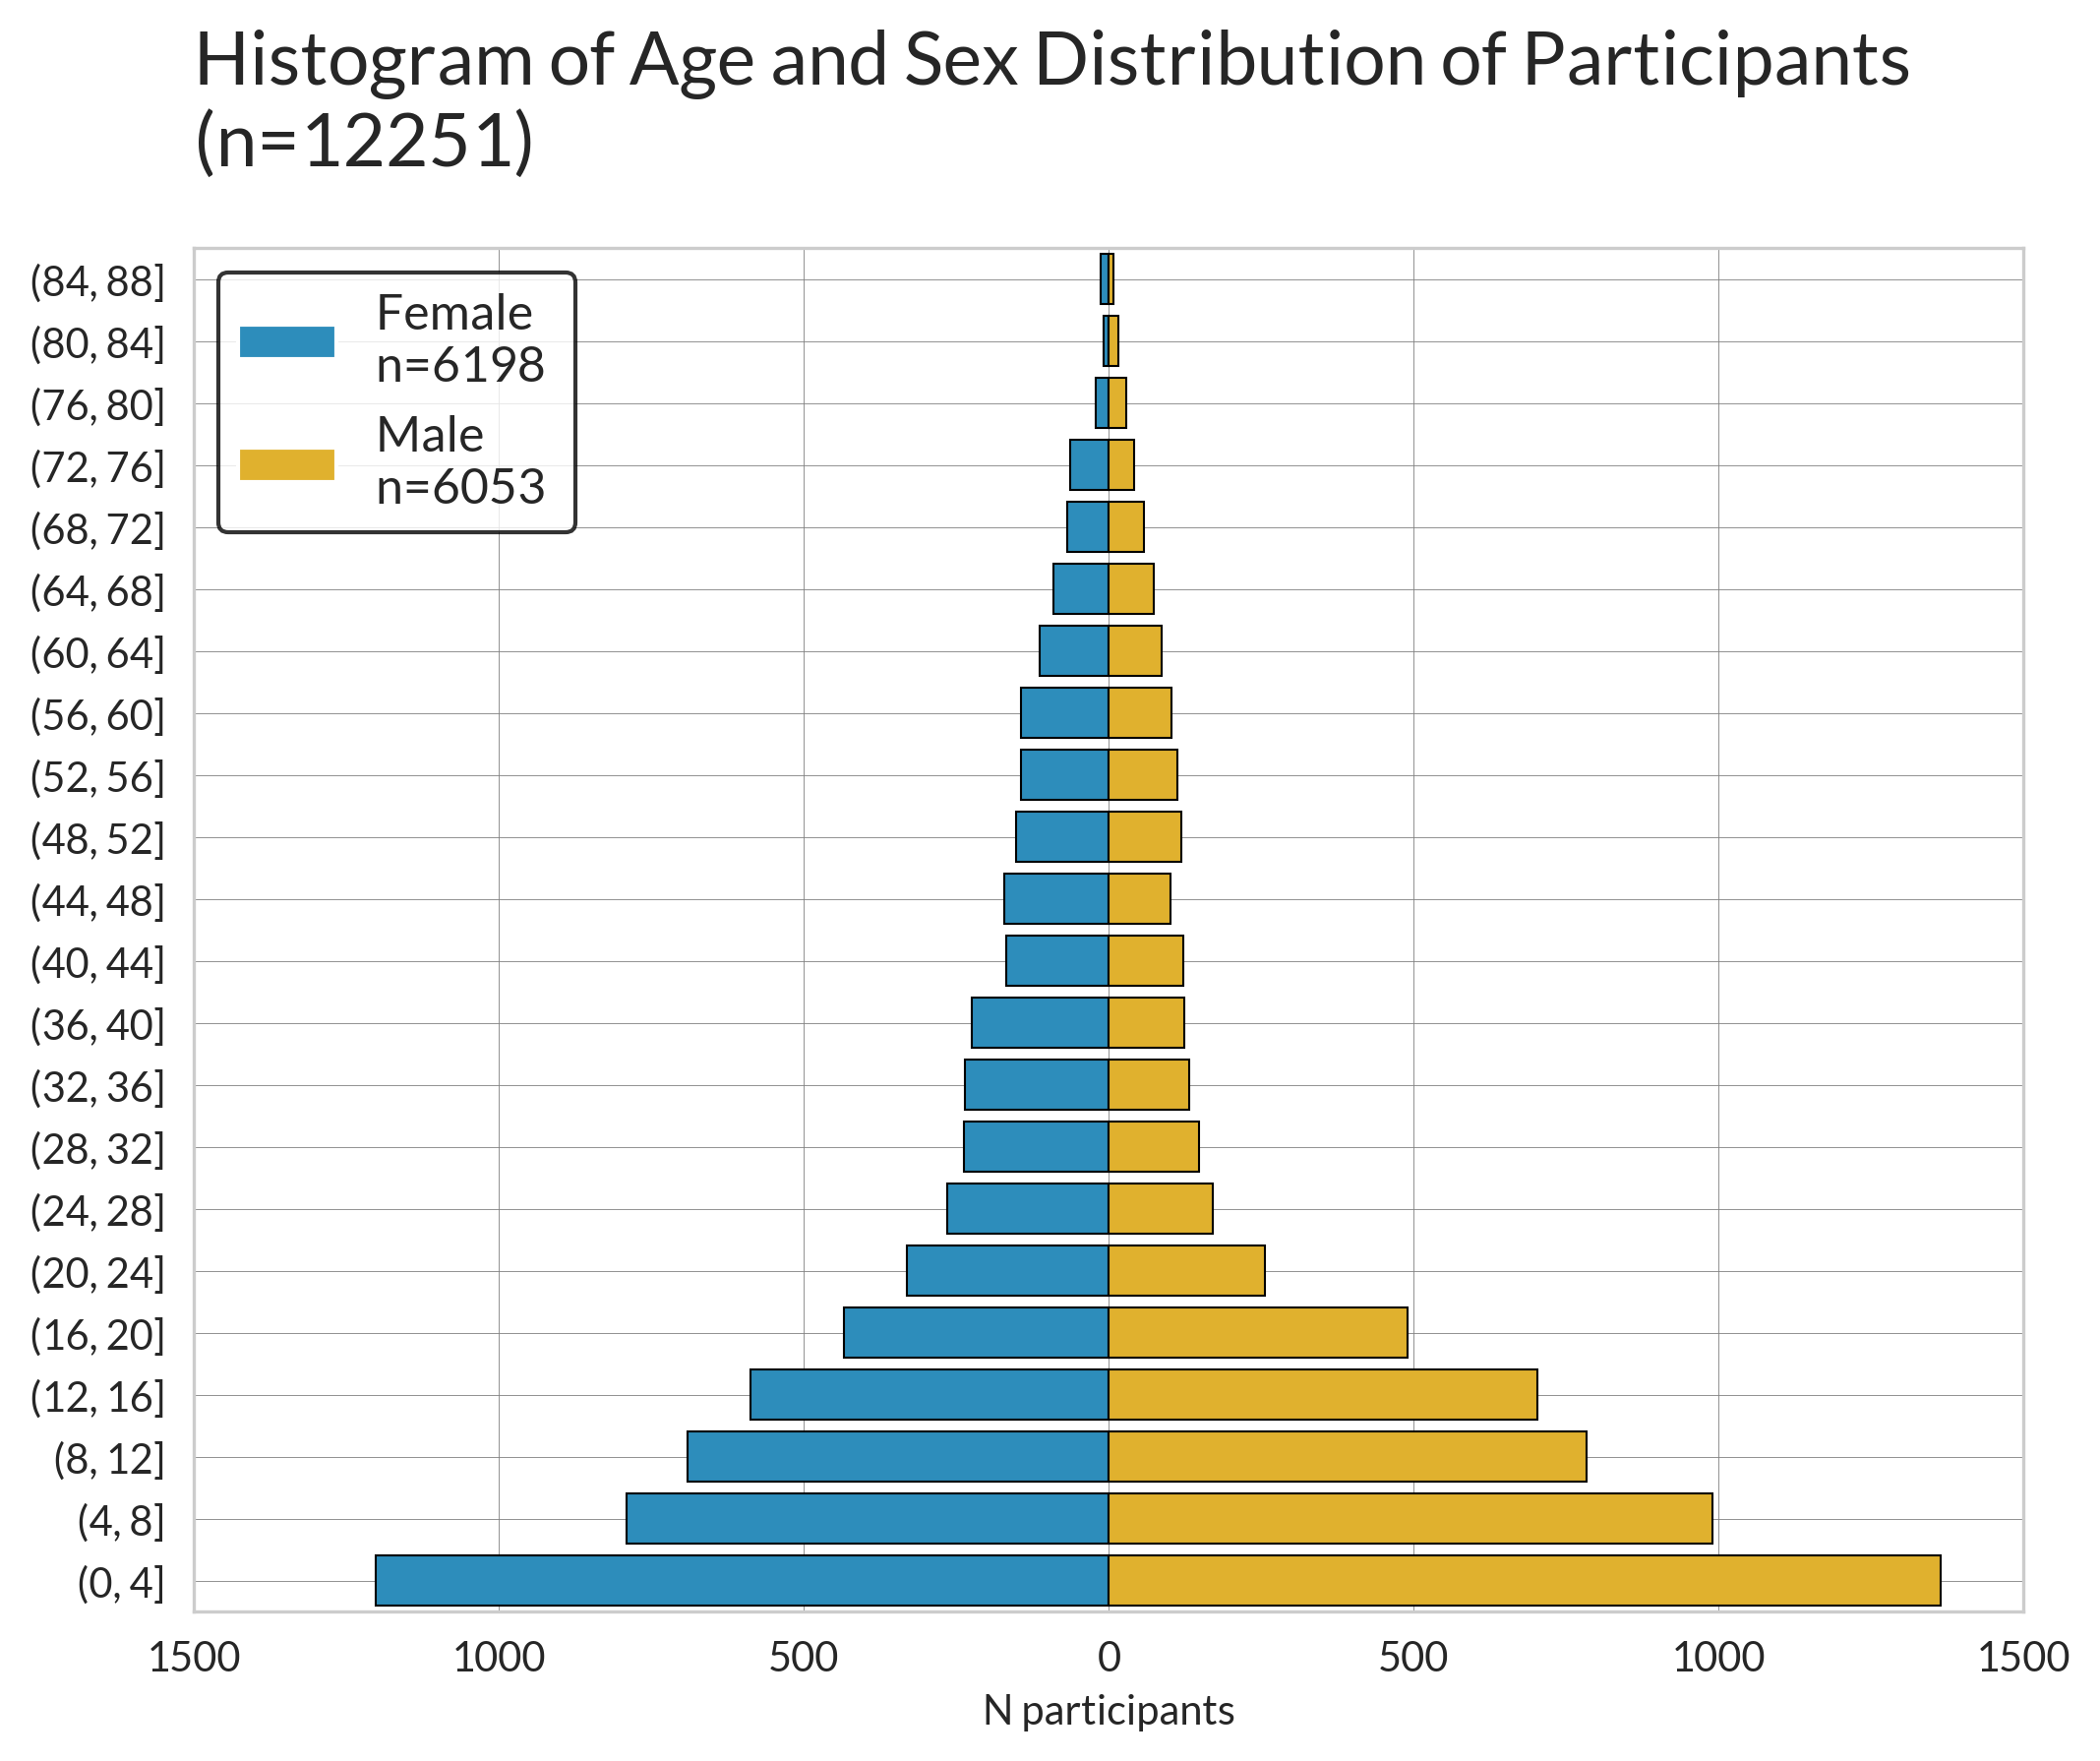 Histogram of Age and Sex Distribution of Participants
(n=12251)
Female
n=6198
Male
n=6053
(84, 88]
(80, 84]
(76, 80]
(72, 76]
(68, 72]
(64, 68]
(60, 64]
(56, 60]
(52, 56]
(48, 52]
(44, 48]
(40, 44]
(36, 40]
(32, 36]
(28, 32]
(24, 28]
(20, 24]
(16, 20]
(12, 16]
(8, 12]
(4, 8]
(0, 4]
1500 1000 500 0 500 1000 1500
N participants